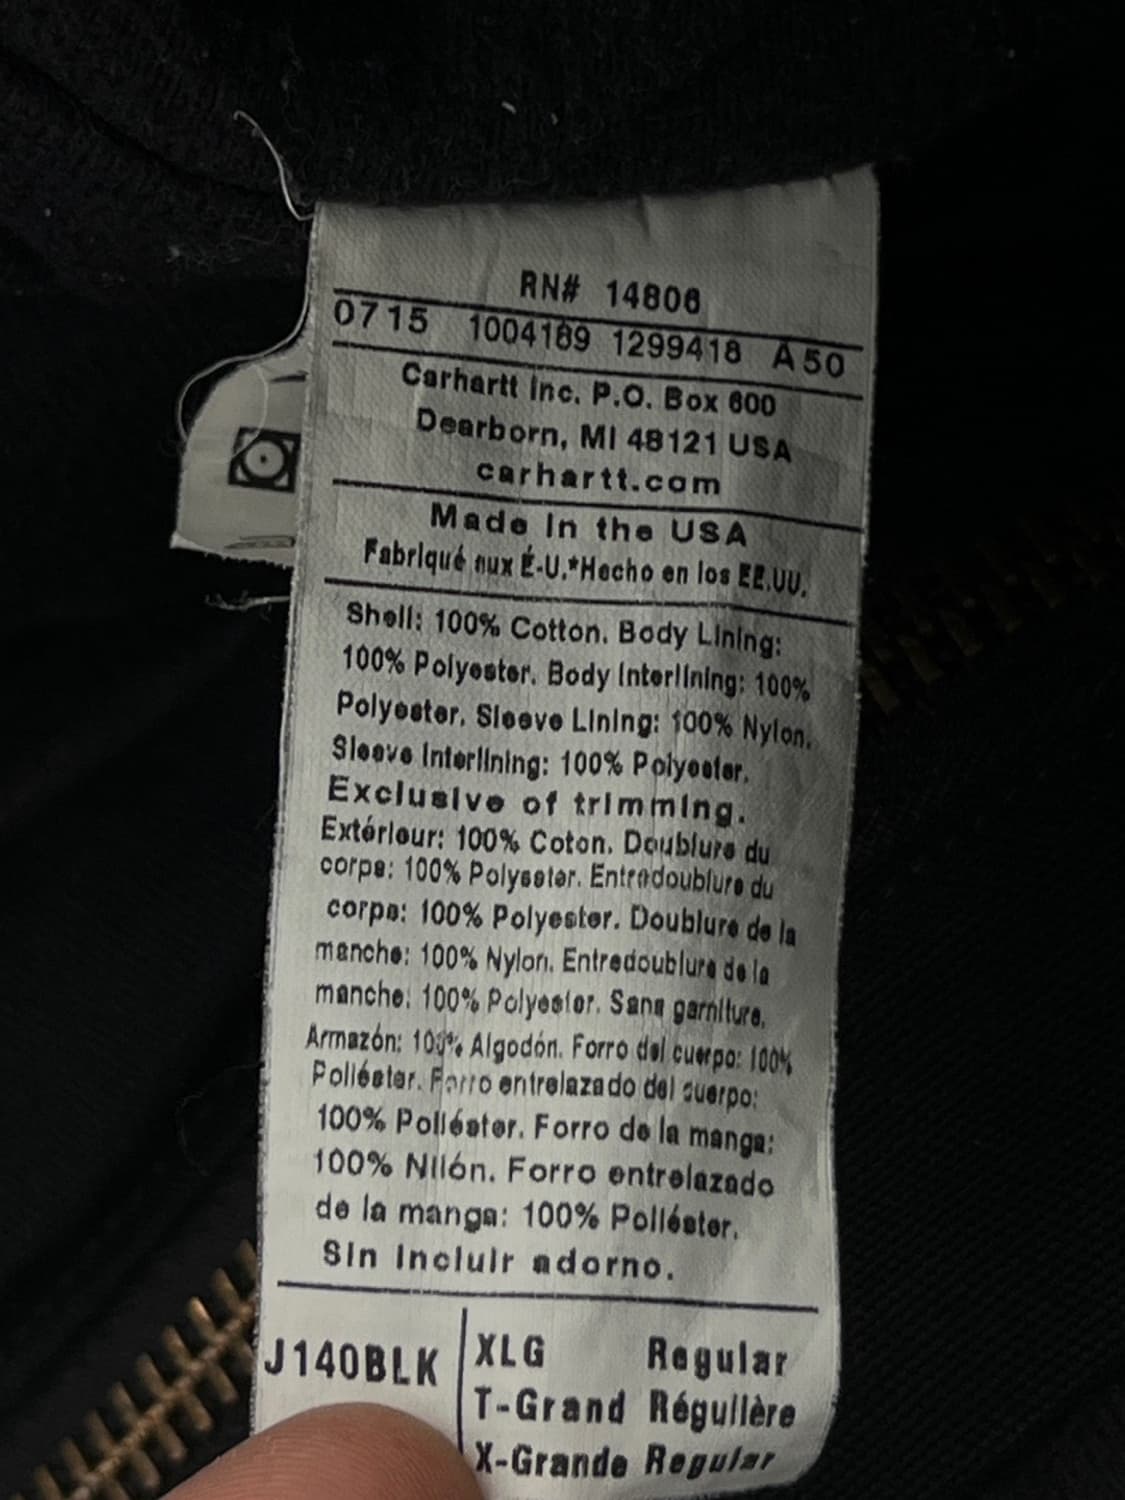 RN# 14806
0715 1004189 1299418 A50
Carhartt Inc. P.O. Box 600
Dearborn, MI 48121 USA
carhartt.com
Made In the USA
Fabriqué aux É-U.*Hecho en los EE.UU.
Shell: 100% Cotton. Body Lining:
100% Polyester. Body Interlining: 100%
Polyester. Sleeve Lining: 100% Nylon.
Sleeve Interlining: 100% Polyester.
Exclusive of trimming.
Extérieur: 100% Coton. Doublure du
corps: 100% Polyester. Entredoublure du
corps: 100% Polyester. Doublure de la
manche: 100% Nylon. Entredoublure de la
manche: 100% Polyester. Sans garniture.
Armazón: 100% Algodón. Forro del cuerpo: 100%
Poliéster. Forro entrelazado del cuerpo:
100% Poliéster. Forro de la manga:
100% Nilón. Forro entrelazado
de la manga: 100% Poliéster.
Sin incluir adorno.
J140BLK XLG Regular
T-Grand Régulière
X-Grande Regular